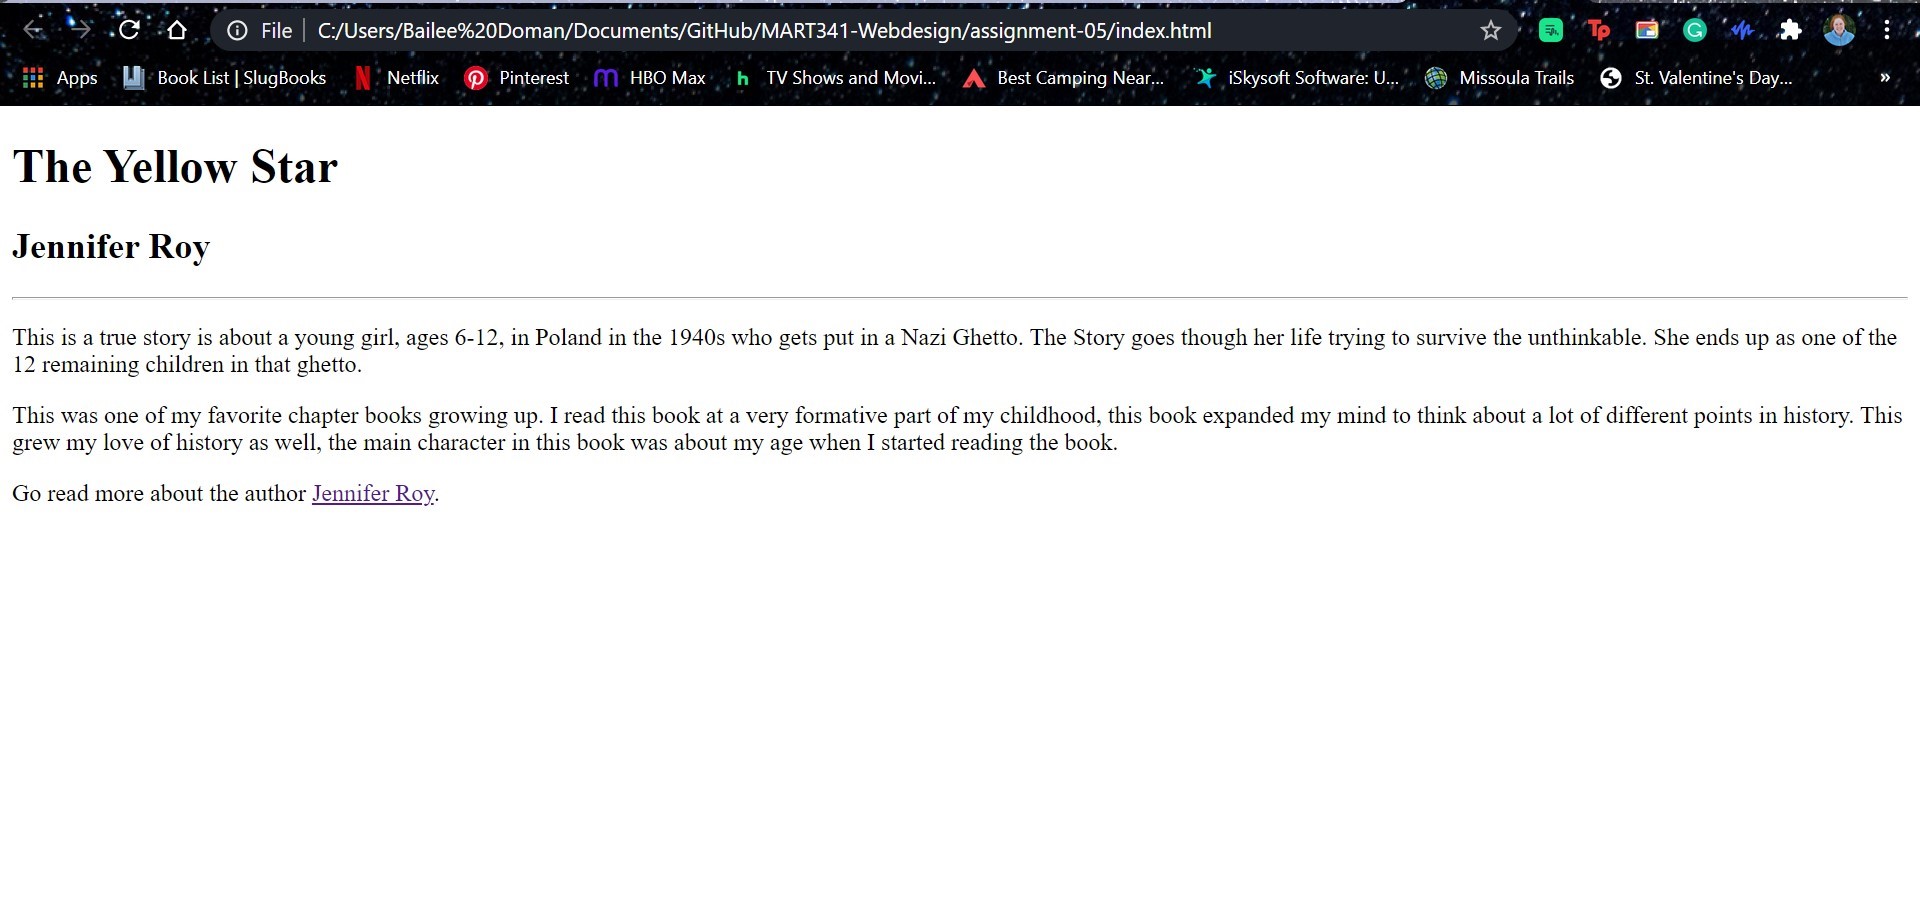 File C:/Users/Bailee%20Doman/Documents/GitHub/MART341-Webdesign/assignment-05/index.html
Apps Book List | SlugBooks Netflix Pinterest HBO Max h TV Shows and Movi... Best Camping Near... iSkysoft Software: U... Missoula Trails St. Valentine's Day... »
The Yellow Star
Jennifer Roy
This is a true story is about a young girl, ages 6-12, in Poland in the 1940s who gets put in a Nazi Ghetto. The Story goes though her life trying to survive the unthinkable. She ends up as one of the
12 remaining children in that ghetto.
This was one of my favorite chapter books growing up. I read this book at a very formative part of my childhood, this book expanded my mind to think about a lot of different points in history. This
grew my love of history as well, the main character in this book was about my age when I started reading the book.
Go read more about the author Jennifer Roy.